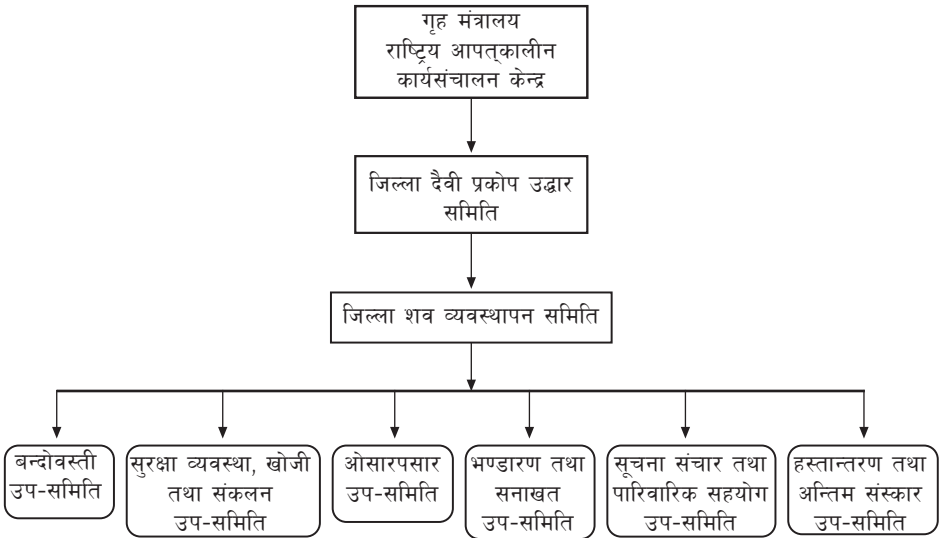 गृह मंत्रालय
राष्ट्रिय आपत्‌कालीन
कार्यसंचालन केन्द्र
जिल्ला दैवी प्रकोप उद्धार
समिति
जिल्ला शव व्यवस्थापन समिति
बन्दोवस्ती
उप-समिति
सुरक्षा व्यवस्था, खोजी
तथा संकलन
उप-समिति
ओसारपसार
उप-समिति
भण्डारण तथा
सनाखत
उप-समिति
सूचना संचार तथा
पारिवारिक सहयोग
उप-समिति
हस्तान्तरण तथा
अन्तिम संस्कार
उप-समिति